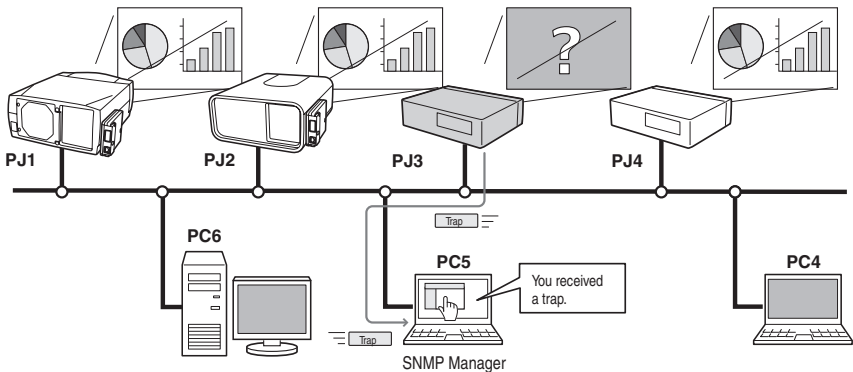 ?
PJ1
PJ2
PJ3
PJ4
Trap
PC6
PC5
PC4
You received
a trap.
Trap
SNMP Manager